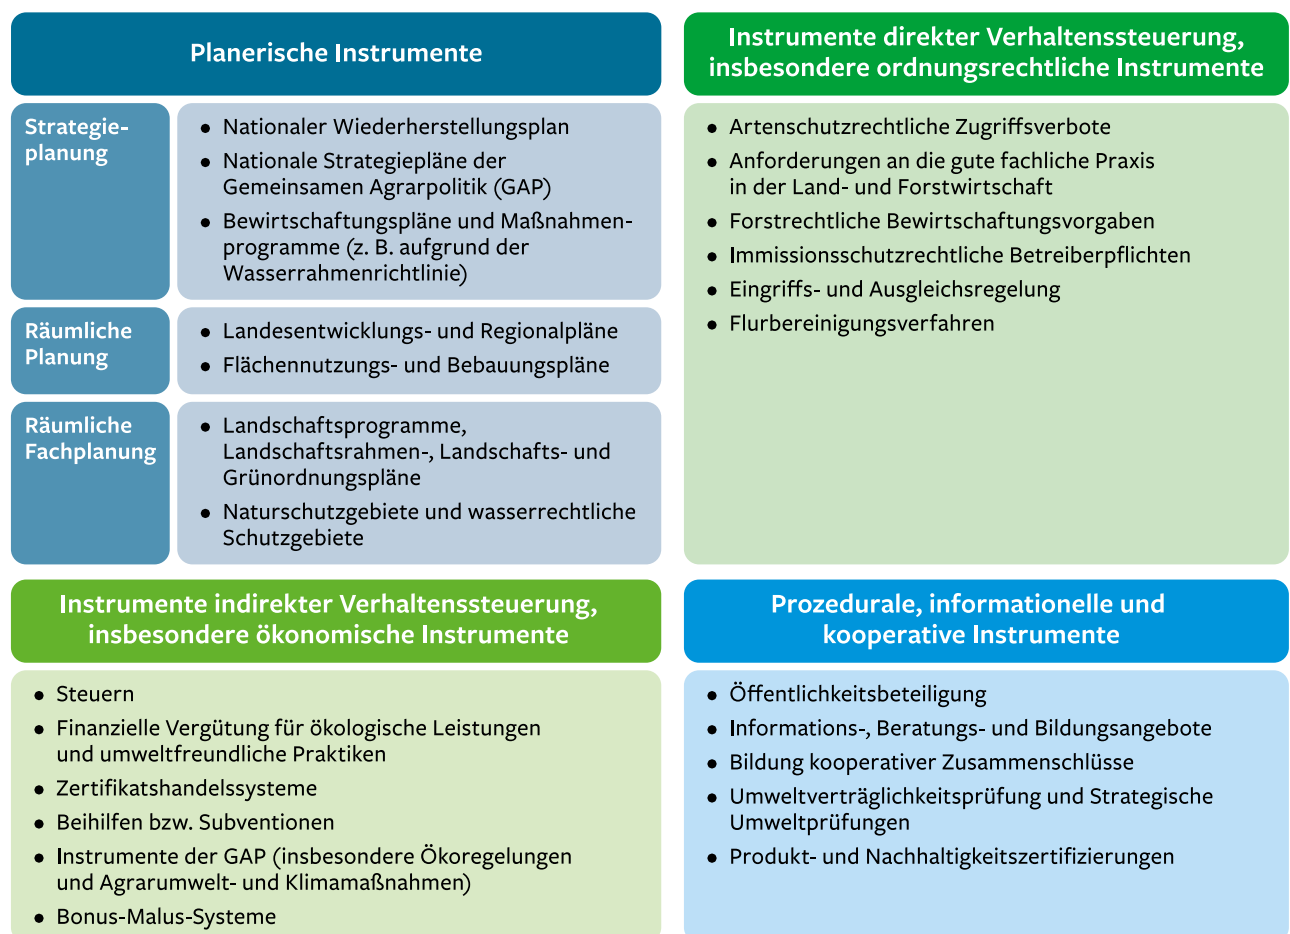 Planerische Instrumente
Strategie-
planung
• Nationaler Wiederherstellungsplan
• Nationale Strategiepläne der
Gemeinsamen Agrarpolitik (GAP)
• Bewirtschaftungspläne und Maßnahmen-
programme (z. B. aufgrund der
Wasserrahmenrichtlinie)
Räumliche
Planung
• Landesentwicklungs- und Regionalpläne
• Flächennutzungs- und Bebauungspläne
Räumliche
Fachplanung
• Landschaftsprogramme,
Landschaftsrahmen-, Landschafts- und
Grünordnungspläne
• Naturschutzgebiete und wasserrechtliche
Schutzgebiete
Instrumente direkter Verhaltenssteuerung,
insbesondere ordnungsrechtliche Instrumente
• Artenschutzrechtliche Zugriffsverbote
• Anforderungen an die gute fachliche Praxis
in der Land- und Forstwirtschaft
• Forstrechtliche Bewirtschaftungsvorgaben
• Immissionsschutzrechtliche Betreiberpflichten
• Eingriffs- und Ausgleichsregelung
• Flurbereinigungsverfahren
Instrumente indirekter Verhaltenssteuerung,
insbesondere ökonomische Instrumente
• Steuern
• Finanzielle Vergütung für ökologische Leistungen
und umweltfreundliche Praktiken
• Zertifikatshandelssysteme
• Beihilfen bzw. Subventionen
• Instrumente der GAP (insbesondere Ökoregelungen
und Agrarumwelt- und Klimamaßnahmen)
• Bonus-Malus-Systeme
Prozedurale, informationelle und
kooperative Instrumente
• Öffentlichkeitsbeteiligung
• Informations-, Beratungs- und Bildungsangebote
• Bildung kooperativer Zusammenschlüsse
• Umweltverträglichkeitsprüfung und Strategische
Umweltprüfungen
• Produkt- und Nachhaltigkeitszertifizierungen